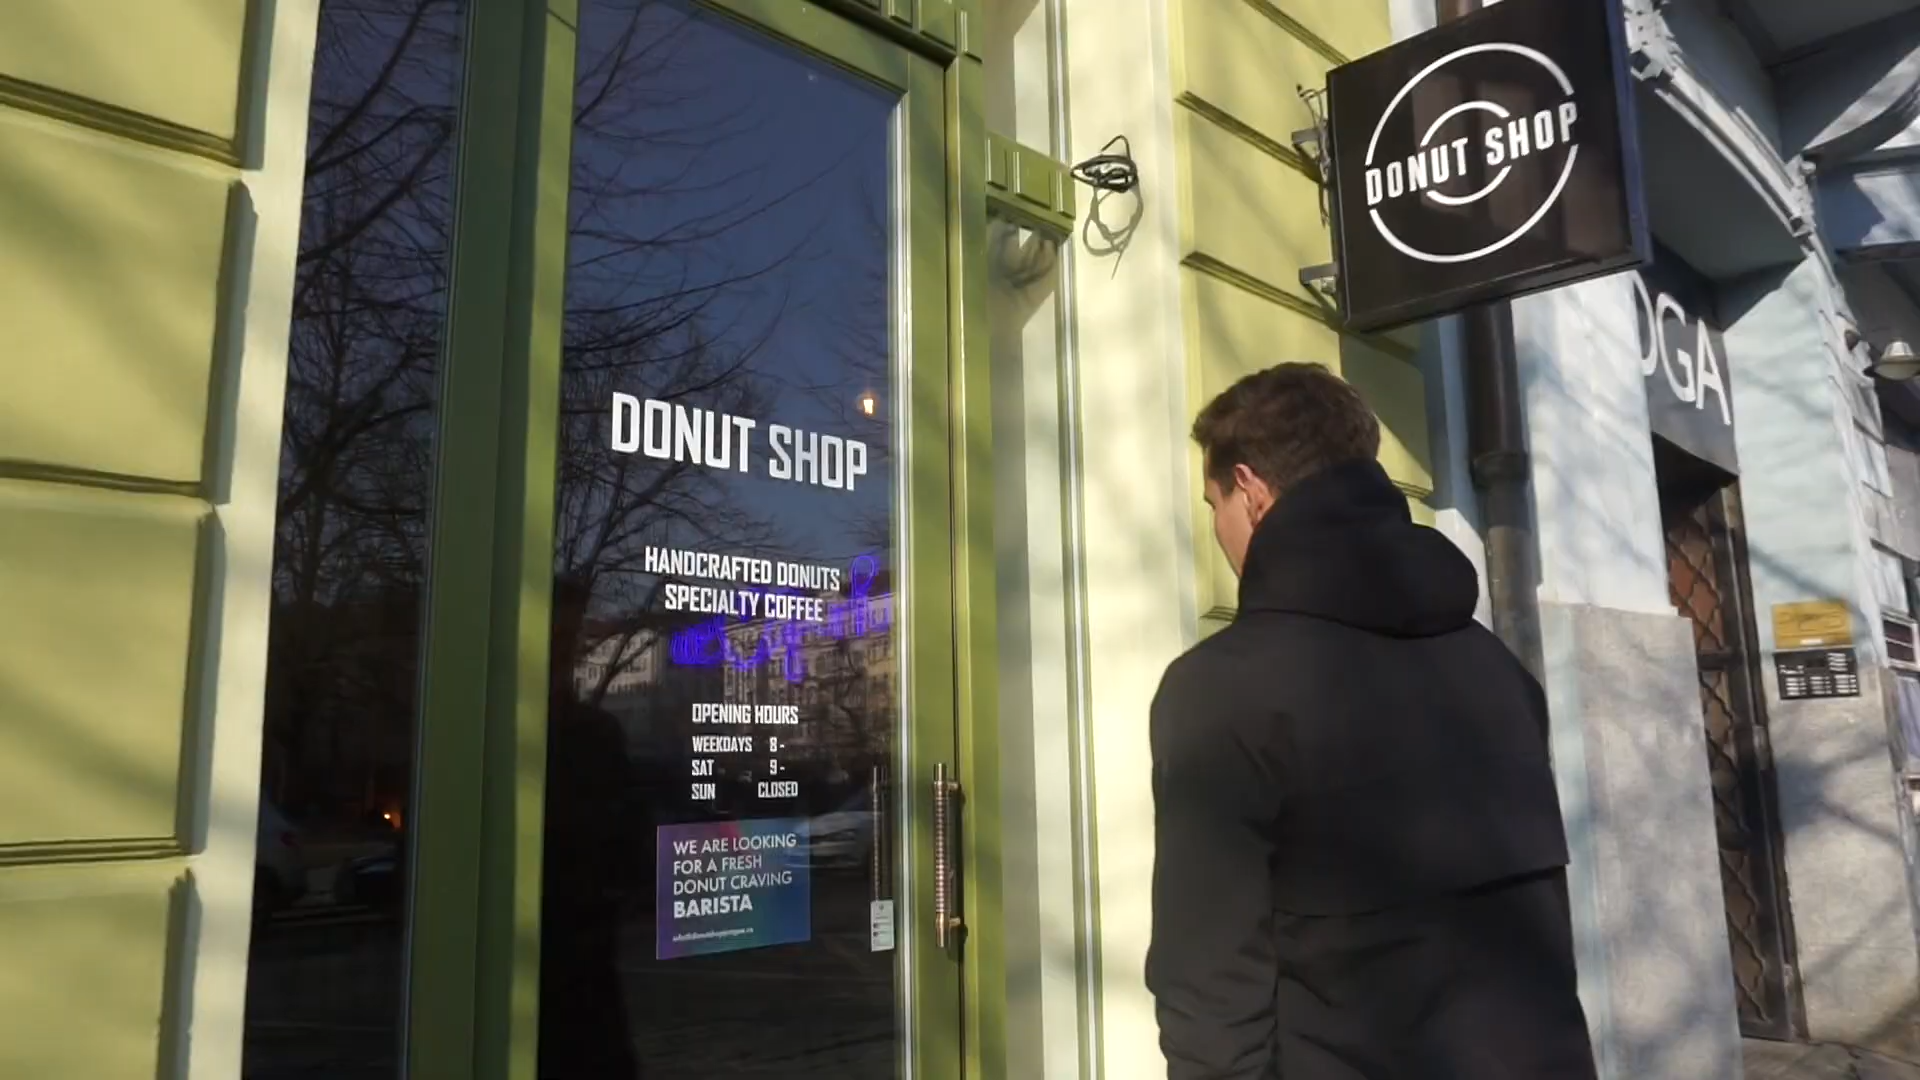 DONUT SHOP
HANDCRAFTED DONUTS
SPECIALTY COFFEE
OPENING HOURS
WEEKDAYS 8 -
SAT 9 -
SUN CLOSED
WE ARE LOOKING
FOR A FRESH
DONUT CRAVING
BARISTA
DONUT SHOP
OGA